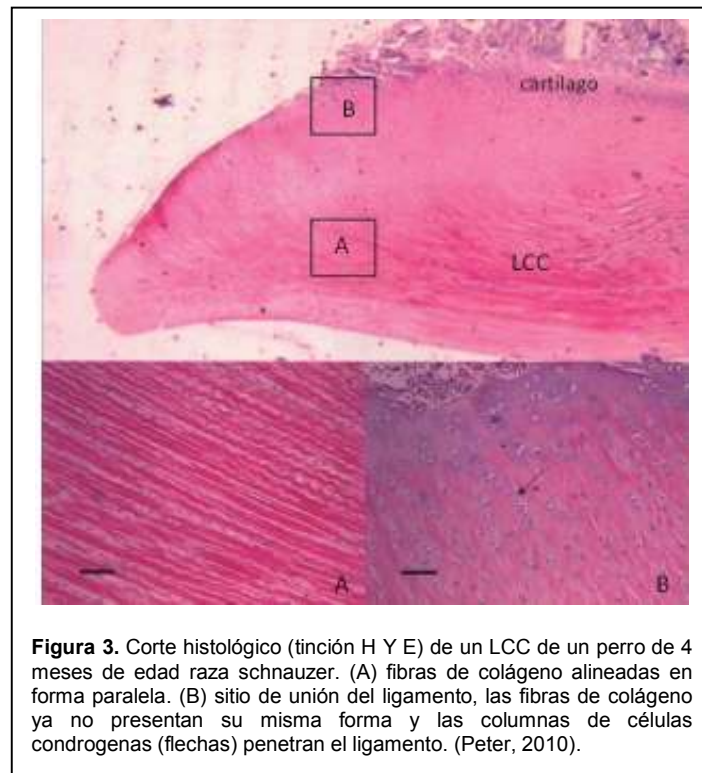 cartilago
B
A
LCC
A
B
Figura 3. Corte histológico (tinción H Y E) de un LCC de un perro de 4
meses de edad raza schnauzer. (A) fibras de colágeno alineadas en
forma paralela. (B) sitio de unión del ligamento, las fibras de colágeno
ya no presentan su misma forma y las columnas de células
condrogenas (flechas) penetran el ligamento. (Peter, 2010).